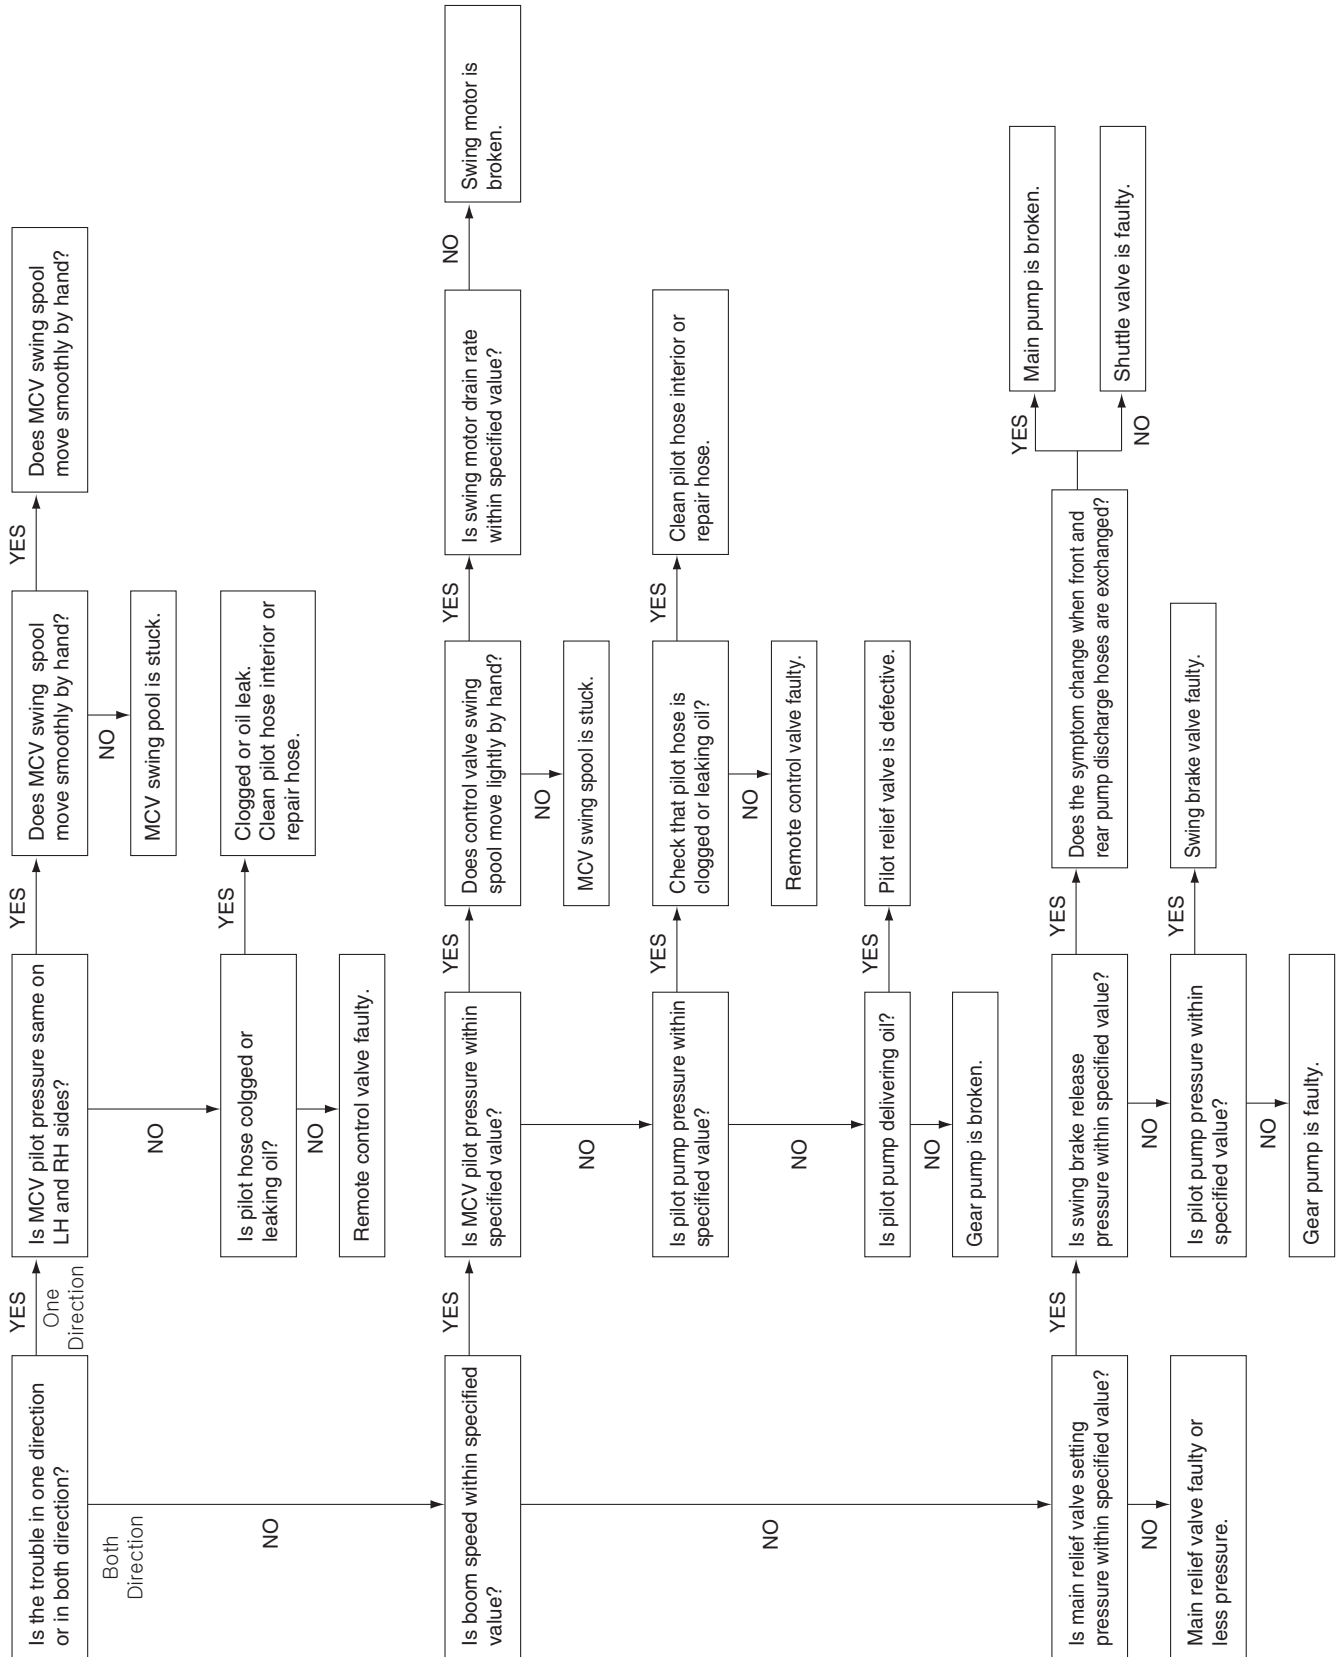 Is the trouble in one direction
or in both direction?
YES
One
Direction
Is MCV pilot pressure same on
LH and RH sides?
YES
Does MCV swing spool
move smoothly by hand?
YES
Does MCV swing spool
move smoothly by hand?
NO
MCV swing pool is stuck.
NO
Is pilot hose colgged or
leaking oil?
YES
Clogged or oil leak.
Clean pilot hose interior or
repair hose.
NO
Remote control valve faulty.
Both
Direction
NO
Is boom speed within specified
value?
YES
Is MCV pilot pressure within
specified value?
YES
Does control valve swing
spool move lightly by hand?
YES
Is swing motor drain rate
within specified value?
NO
Swing motor is
broken.
NO
MCV swing spool is stuck.
NO
Is pilot pump pressure within
specified value?
YES
Check that pilot hose is
clogged or leaking oil?
YES
Clean pilot hose interior or
repair hose.
NO
Remote control valve faulty.
NO
Is pilot pump delivering oil?
YES
Pilot relief valve is defective.
NO
Gear pump is broken.
NO
Is main relief valve setting
pressure within specified value?
YES
Is swing brake release
pressure within specified value?
YES
Does the symptom change when front and
rear pump discharge hoses are exchanged?
YES
Main pump is broken.
NO
Shuttle valve is faulty.
NO
Is pilot pump pressure within
specified value?
YES
Swing brake valve faulty.
NO
Gear pump is faulty.
NO
Main relief valve faulty or
less pressure.